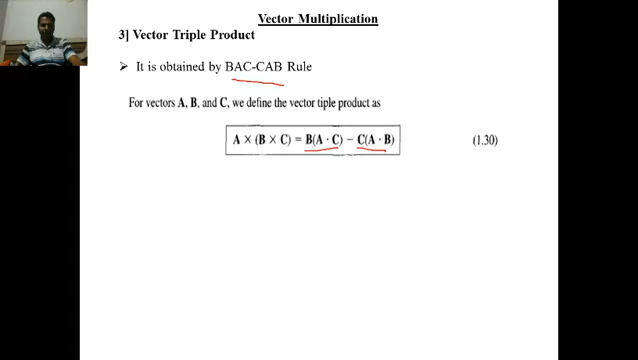 Vector Multiplication
3] Vector Triple Product
➢ It is obtained by BAC-CAB Rule
For vectors A, B, and C, we define the vector tiple product as
A × (B × C) = B(A · C) − C(A · B) (1.30)